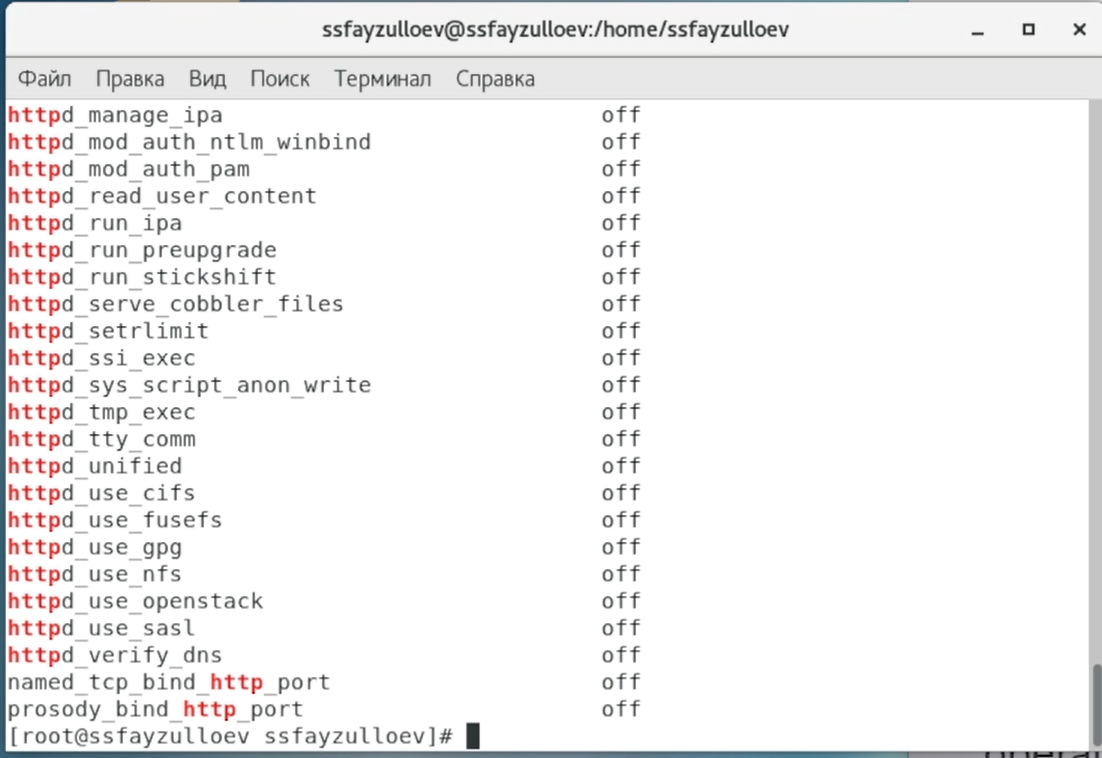 ssfayzulloev@ssfayzulloev:/home/ssfayzulloev
Файл Правка Вид Поиск Терминал Справка
httpd_manage_ipa off
httpd_mod_auth_ntlm_winbind off
httpd_mod_auth_pam off
httpd_read_user_content off
httpd_run_ipa off
httpd_run_preupgrade off
httpd_run_stickshift off
httpd_serve_cobbler_files off
httpd_setrlimit off
httpd_ssi_exec off
httpd_sys_script_anon_write off
httpd_tmp_exec off
httpd_tty_comm off
httpd_unified off
httpd_use_cifs off
httpd_use_fusefs off
httpd_use_gpg off
httpd_use_nfs off
httpd_use_openstack off
httpd_use_sasl off
httpd_verify_dns off
named_tcp_bind_http_port off
prosody_bind_http_port off
[root@ssfayzulloev ssfayzulloev]#